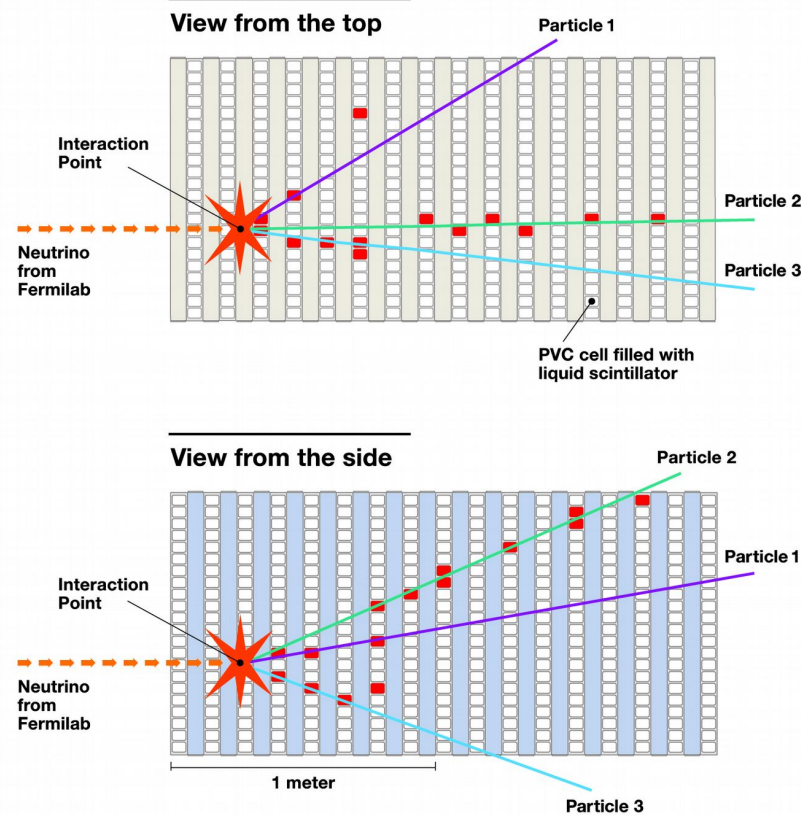 View from the top
Particle 1
Interaction
Point
Particle 2
Neutrino
from
Fermilab
Particle 3
PVC cell filled with
liquid scintillator
View from the side
Particle 2
Particle 1
Interaction
Point
Neutrino
from
Fermilab
1 meter
Particle 3